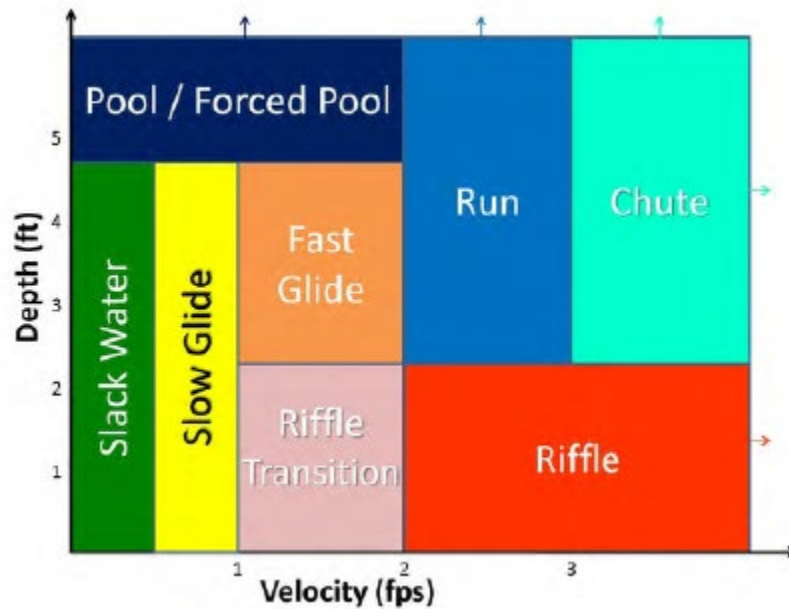 Pool / Forced Pool
5
4
3
2
1
Depth (ft)
Slack Water
Slow Glide
Fast
Glide
Run
Chute
Riffle
Transition
Riffle
1
2
3
Velocity (fps)